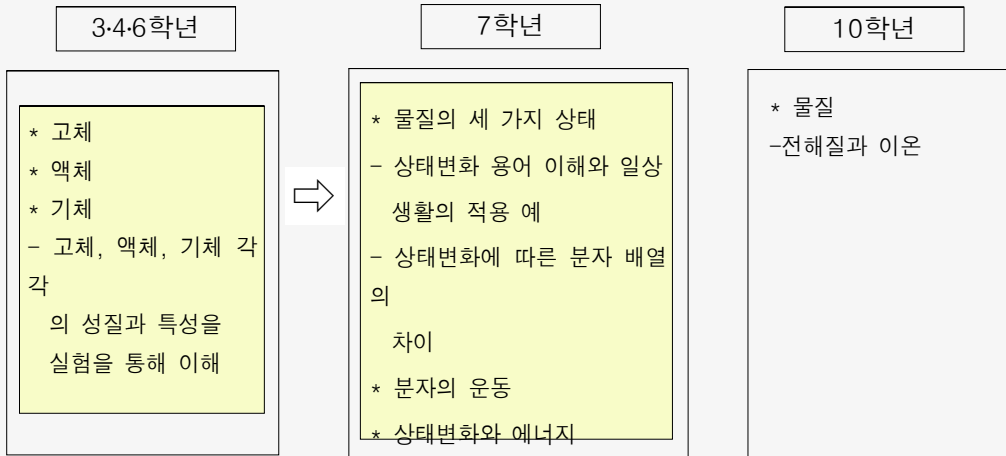 3·4·6학년
* 고체
* 액체
* 기체
- 고체, 액체, 기체 각
각
의 성질과 특성을
실험을 통해 이해
7학년
* 물질의 세 가지 상태
- 상태변화 용어 이해와 일상
생활의 적용 예
- 상태변화에 따른 분자 배열
의
차이
* 분자의 운동
* 상태변화와 에너지
10학년
* 물질
-전해질과 이온